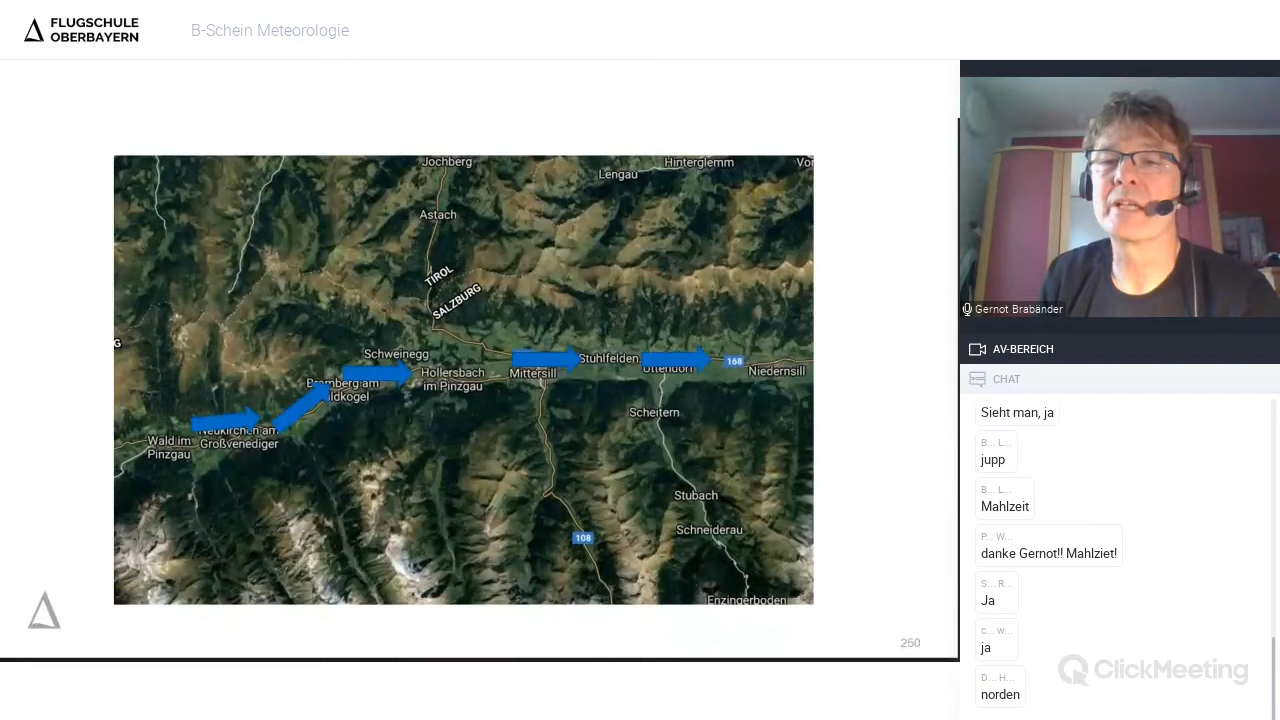 FLUGSCHULE
OBERBAYERN
B-Schein Meteorologie
Jochberg
Hinterglemm
Lengau
Astach
TIROL
SALZBURG
G
Schweinegg
Stuhlfelden
168
Hollersbach
im Pinzgau
Mittersill
Uttendorf
Niedernsill
Bramberg am
Neukirchen am
Großvenediger
Wald im
Pinzgau
Scheitern
Stubach
Schneiderau
108
Enzingerboden
250
Gernot Brabänder
AV-BEREICH
CHAT
Sieht man, ja
B... L...
jupp
B... L...
Mahlzeit
P... W...
danke Gernot!! Mahlziet!
S... R...
Ja
c... w...
ja
D... H...
norden
ClickMeeting